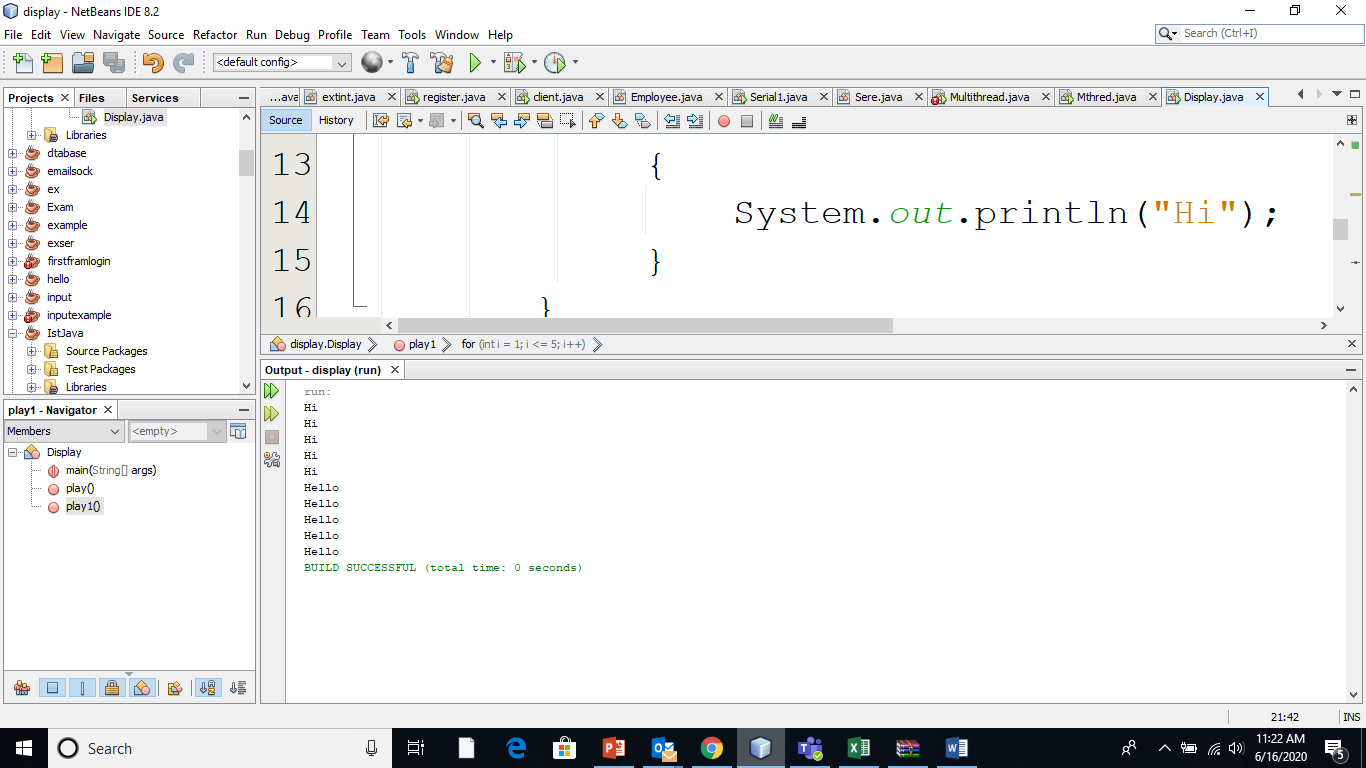 display - NetBeans IDE 8.2
File Edit View Navigate Source Refactor Run Debug Profile Team Tools Window Help
Search (Ctrl+I)
<default config>
Projects Files Services
Display.java
Libraries
dtabase
emailsock
ex
Exam
example
exser
firstframlogin
hello
input
inputexample
IstJava
Source Packages
Test Packages
Libraries
...ava extint.java register.java client.java Employee.java Serial1.java Sere.java Multithread.java Mthred.java Display.java
Source History
13 {
14 System.out.println("Hi");
15 }
16 }
display.Display play1 for (int i = 1; i <= 5; i++)
play1 - Navigator
Members <empty>
Display
main(String[] args)
play()
play1()
Output - display (run)
run:
Hi
Hi
Hi
Hi
Hi
Hello
Hello
Hello
Hello
Hello
BUILD SUCCESSFUL (total time: 0 seconds)
21:42 INS
Search
11:22 AM
6/16/2020
5